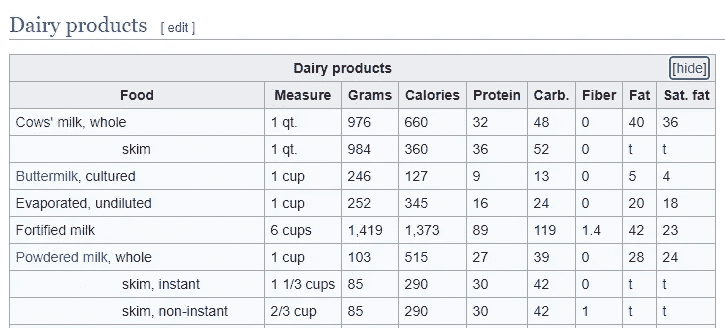 Dairy products [ edit ]
Dairy products [hide]
Food Measure Grams Calories Protein Carb. Fiber Fat Sat. fat
Cows' milk, whole 1 qt. 976 660 32 48 0 40 36
skim 1 qt. 984 360 36 52 0 t t
Buttermilk, cultured 1 cup 246 127 9 13 0 5 4
Evaporated, undiluted 1 cup 252 345 16 24 0 20 18
Fortified milk 6 cups 1,419 1,373 89 119 1.4 42 23
Powdered milk, whole 1 cup 103 515 27 39 0 28 24
skim, instant 1 1/3 cups 85 290 30 42 0 t t
skim, non-instant 2/3 cup 85 290 30 42 1 t t